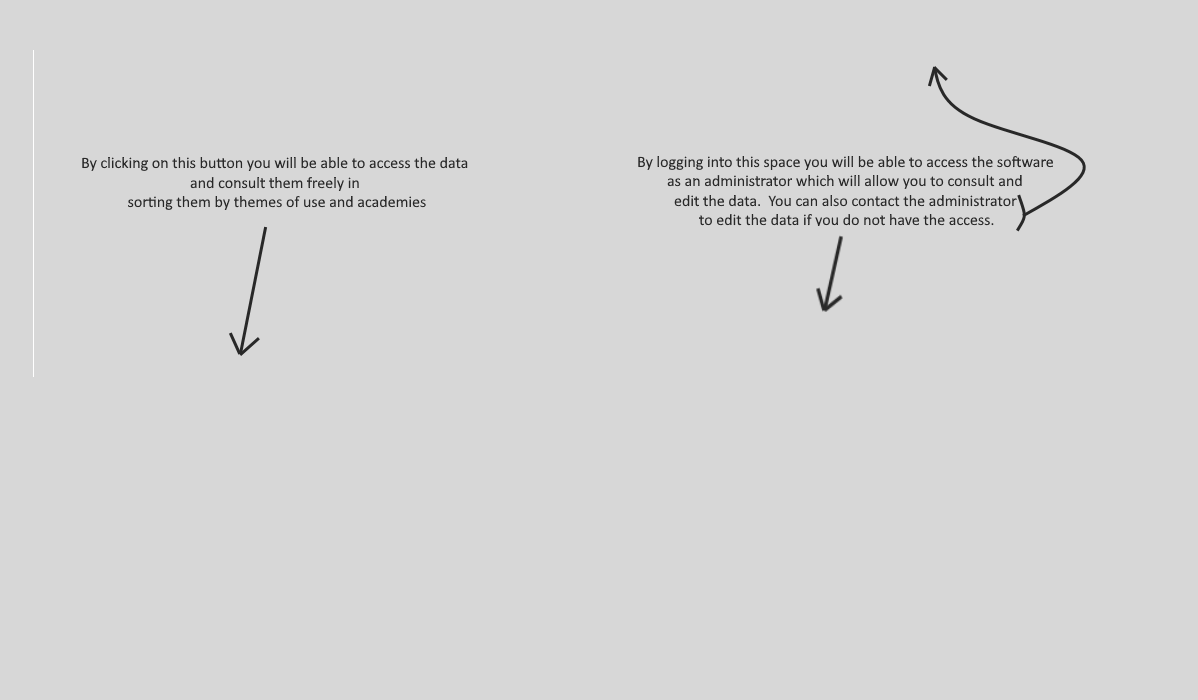 By clicking on this button you will be able to access the data
and consult them freely in
sorting them by themes of use and academies
By logging into this space you will be able to access the software
as an administrator which will allow you to consult and
edit the data.  You can also contact the administrator
to edit the data if you do not have the access.